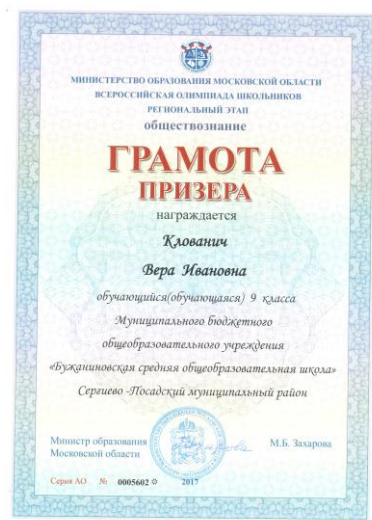 МИНИСТЕРСТВО ОБРАЗОВАНИЯ МОСКОВСКОЙ ОБЛАСТИ
ВСЕРОССИЙСКАЯ ОЛИМПИАДА ШКОЛЬНИКОВ
РЕГИОНАЛЬНЫЙ ЭТАП
обществознание
ГРАМОТА
ПРИЗЕРА
награждается
Клованич
Вера Ивановна
обучающийся(обучающаяся) 9 класса
Муниципального бюджетного
общеобразовательного учреждения
«Бужаниновская средняя общеобразовательная школа»
Сергиево -Посадский муниципальный район
Министр образования
Московской области
М.Б. Захарова
Серия АО № 0005602
2017